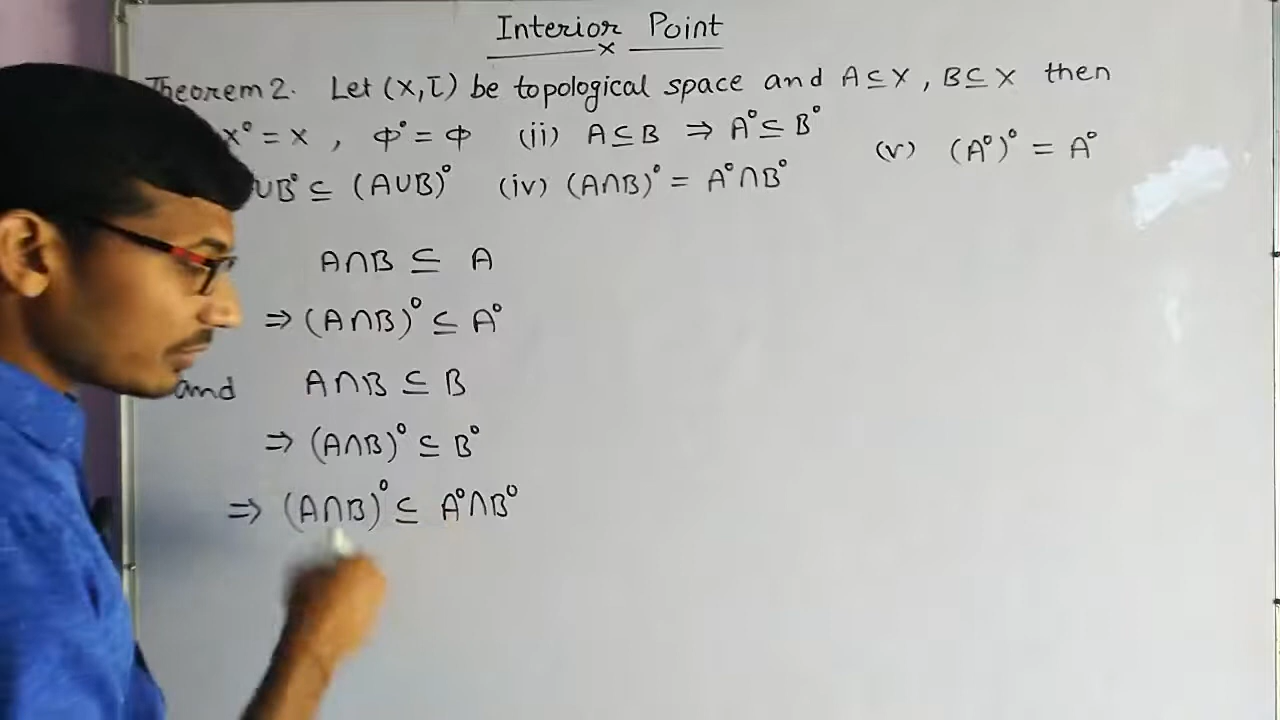 Interior Point
Theorem 2. Let (X,τ) be topological space and A⊆X, B⊆X then
X° = X , Φ° = Φ (ii) A⊆B ⇒ A°⊆B° (v) (A°)° = A°
∪B° ⊆ (A∪B)° (iv) (A∩B)° = A°∩B°
A∩B ⊆ A
⇒ (A∩B)° ⊆ A°
and A∩B ⊆ B
⇒ (A∩B)° ⊆ B°
⇒ (A∩B)° ⊆ A°∩B°